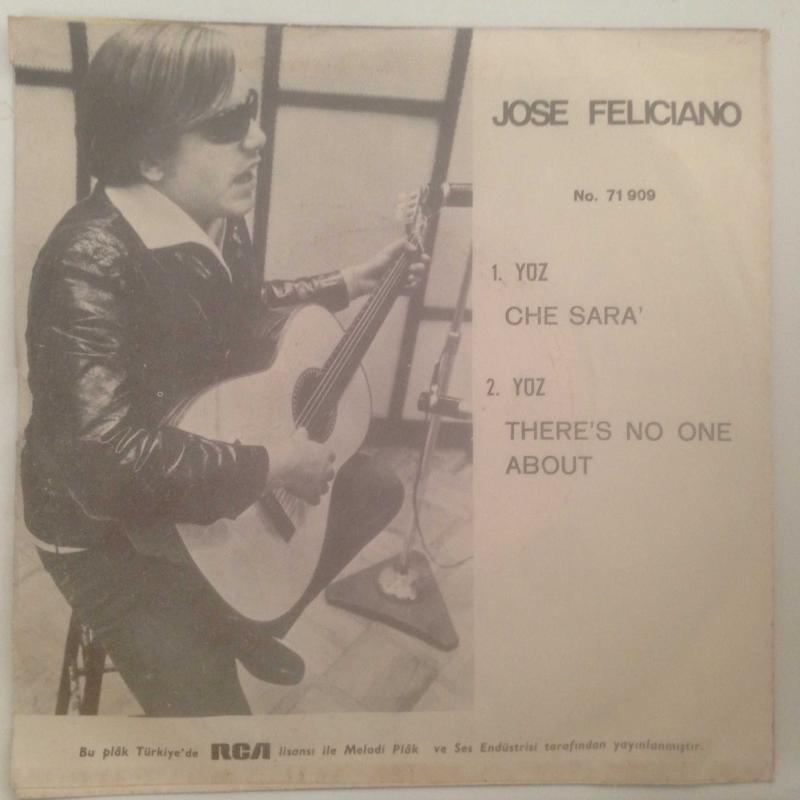 JOSE FELICIANO
No. 71 909
1. YÜZ
CHE SARA'
2. YÜZ
THERE'S NO ONE
ABOUT
Bu plâk Türkiye'de RCA lisansı ile Melodi Plâk ve Ses Endüstrisi tarafından yayınlanmıştır.